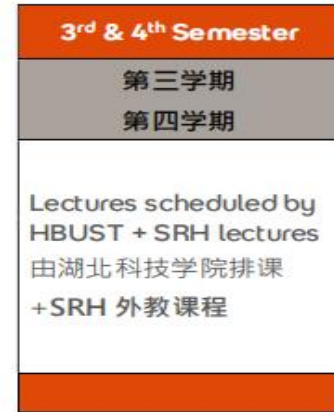 3rd & 4th Semester
第三学期
第四学期
Lectures scheduled by
HBUST + SRH lectures
由湖北科技学院排课
+SRH 外教课程